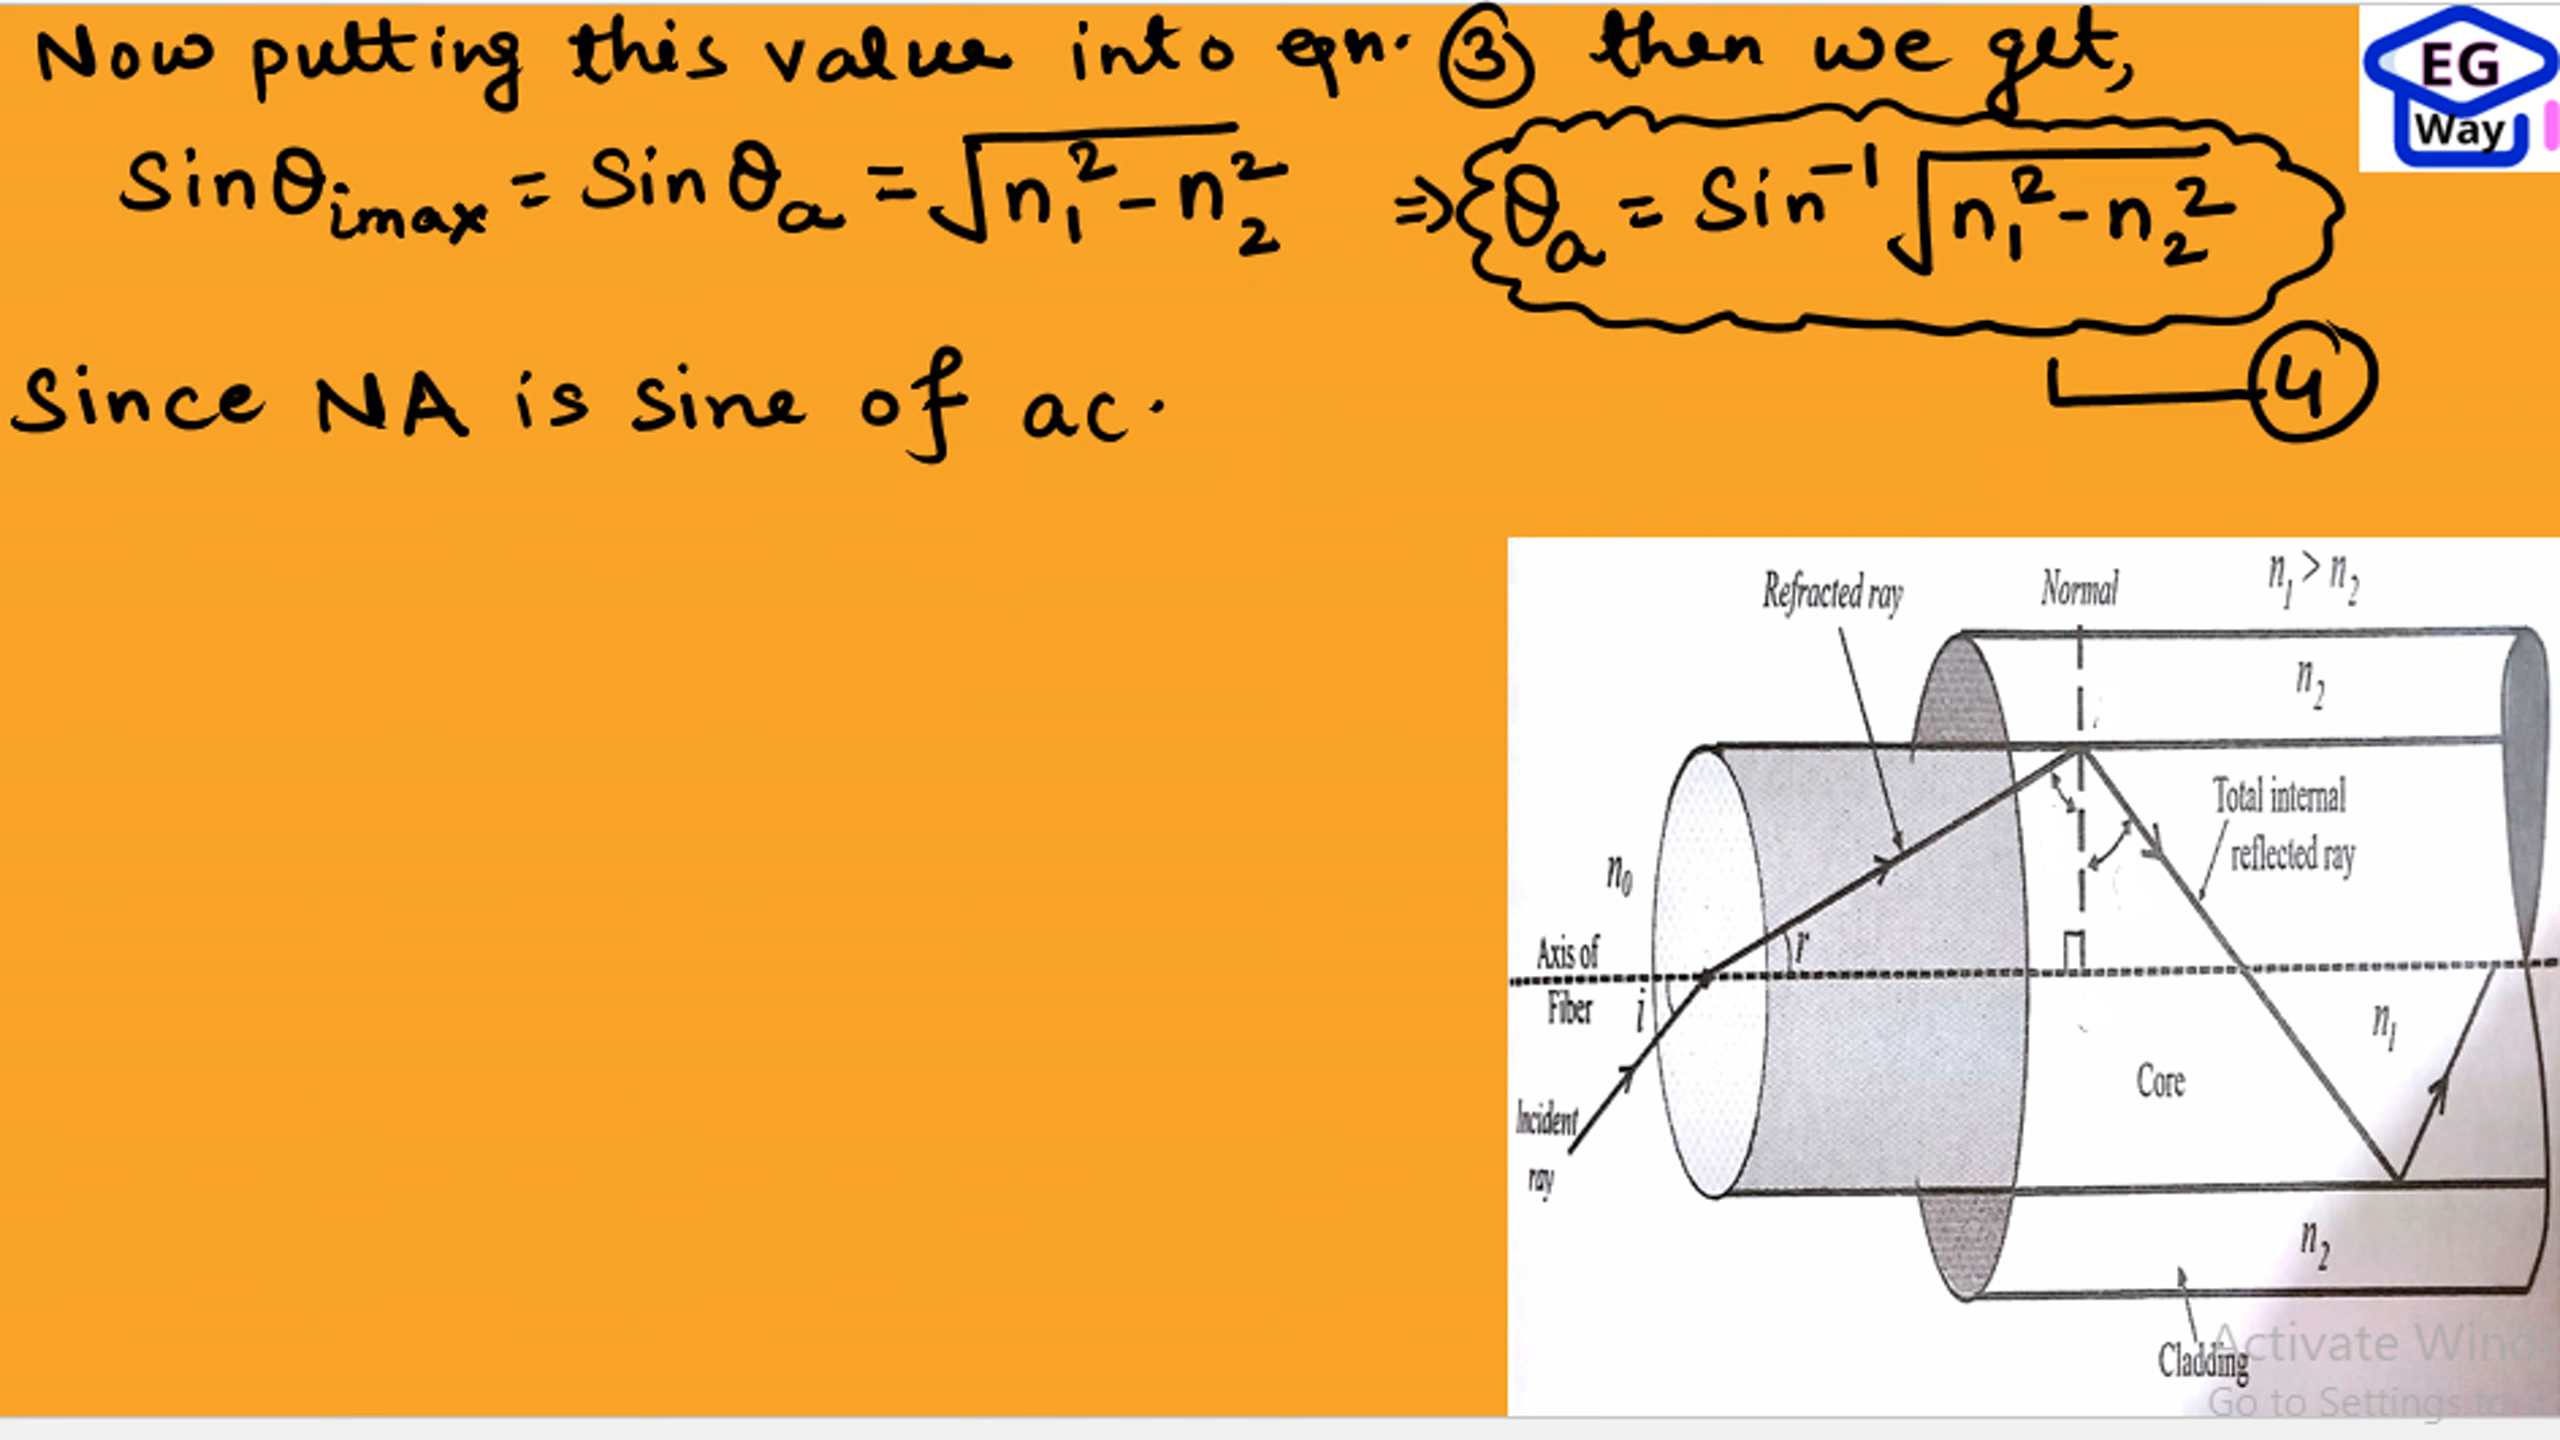 Now putting this value into eqn. ③ then we get,
Sinθimax = Sinθa = √n₁² - n₂² ⇒ θa = Sin⁻¹ √n₁² - n₂²
④
Since NA is sine of ac.
EG
Way
Refracted ray
Normal
n₁ > n₂
n₂
Total internal
reflected ray
n₀
r
Axis of
Fiber
i
n₁
Core
Incident
ray
n₂
Cladding
Activate Wind
Go to Settings to